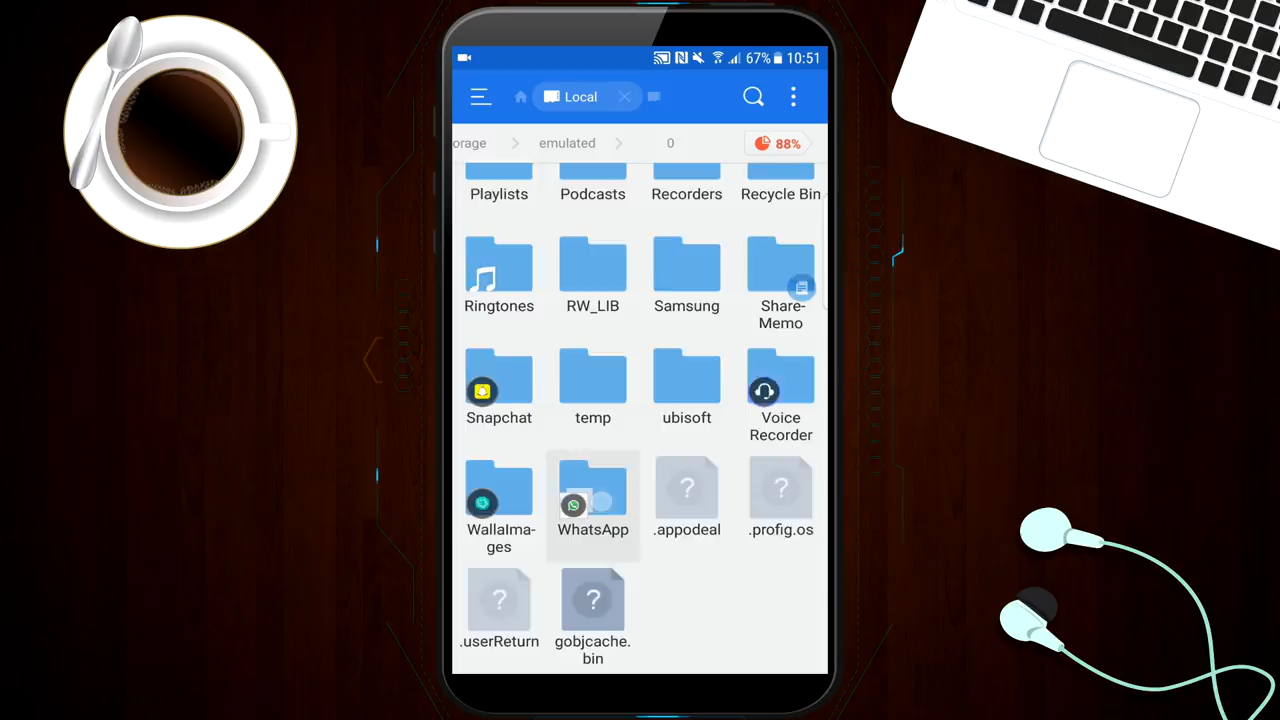 67% 10:51
Local
orage emulated 0 88%
Playlists Podcasts Recorders Recycle Bin
Ringtones RW_LIB Samsung Share-
Memo
Snapchat temp ubisoft Voice
Recorder
WallaIma- WhatsApp .appodeal .profig.os
ges
.userReturn gobjcache.
bin